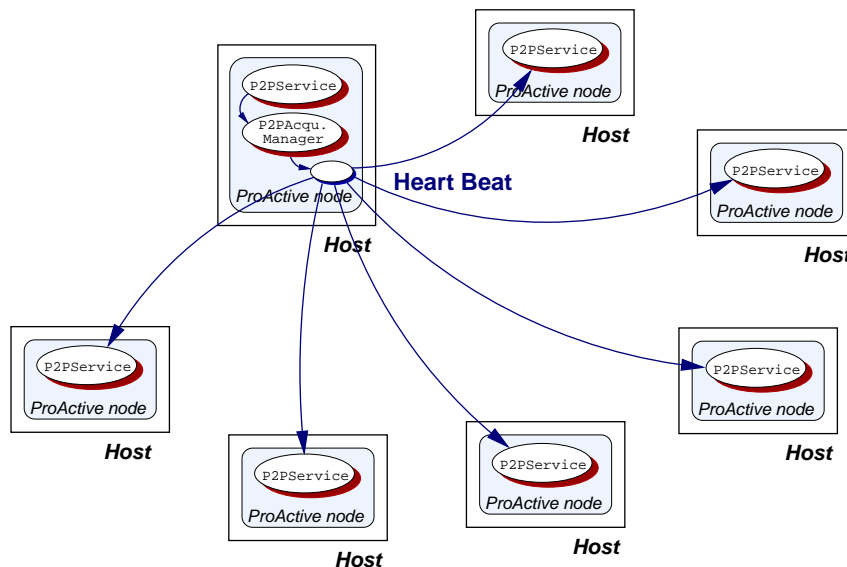 P2PService
ProActive node
Host
P2PService
P2PAcqu.
Manager
ProActive node
Host
Heart Beat
P2PService
ProActive node
Host
P2PService
ProActive node
Host
P2PService
ProActive node
Host
P2PService
ProActive node
Host
P2PService
ProActive node
Host